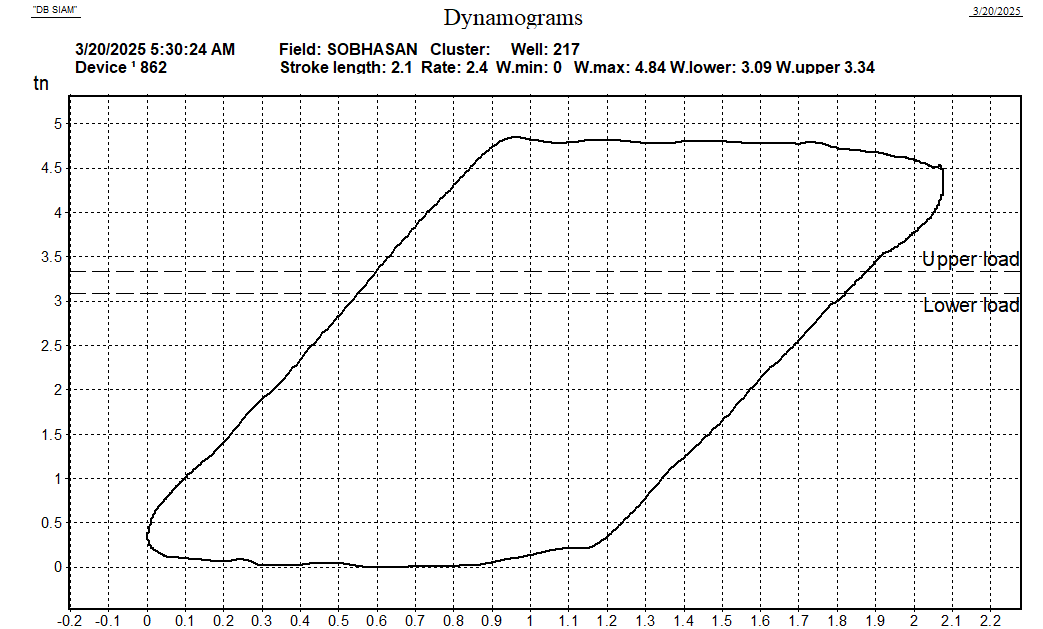 "DB SIAM"
3/20/2025
Dynamograms
3/20/2025 5:30:24 AM Field: SOBHASAN Cluster: Well: 217
Device ¹ 862 Stroke length: 2.1 Rate: 2.4 W.min: 0 W.max: 4.84 W.lower: 3.09 W.upper 3.34
tn
5
4.5
4
3.5
Upper load
3
Lower load
2.5
2
1.5
1
0.5
0
-0.2 -0.1 0 0.1 0.2 0.3 0.4 0.5 0.6 0.7 0.8 0.9 1 1.1 1.2 1.3 1.4 1.5 1.6 1.7 1.8 1.9 2 2.1 2.2